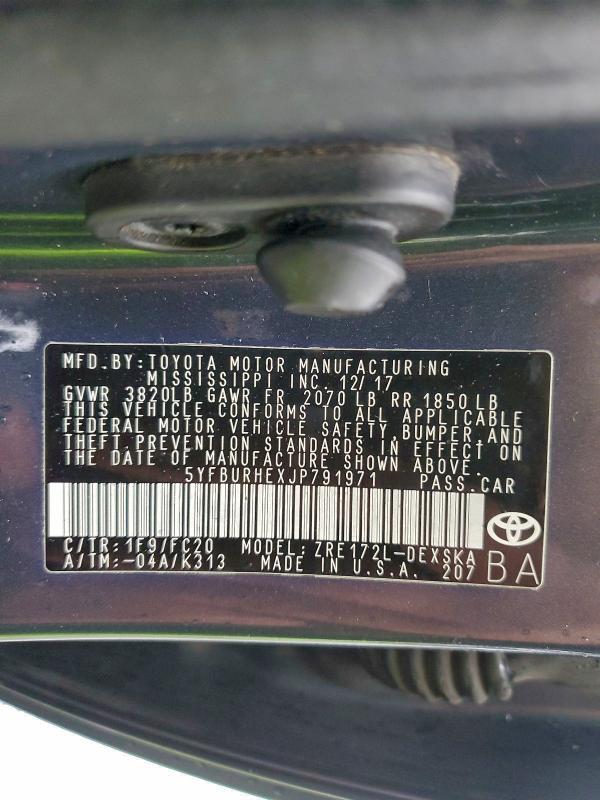 MFD. BY: TOYOTA MOTOR MANUFACTURING
MISSISSIPPI INC. 12/17
GVWR 3820LB GAWR FR 2070 LB RR 1850 LB
THIS VEHICLE CONFORMS TO ALL APPLICABLE
FEDERAL MOTOR VEHICLE SAFETY, BUMPER, AND
THEFT PREVENTION STANDARDS IN EFFECT ON
THE DATE OF MANUFACTURE SHOWN ABOVE.
5YFBURHEXJP791971 PASS. CAR
C/TR: 1F9/FC20 MODEL: ZRE172L-DEXSKA
A/TM: -04A/K313 MADE IN U.S.A. 207 BA